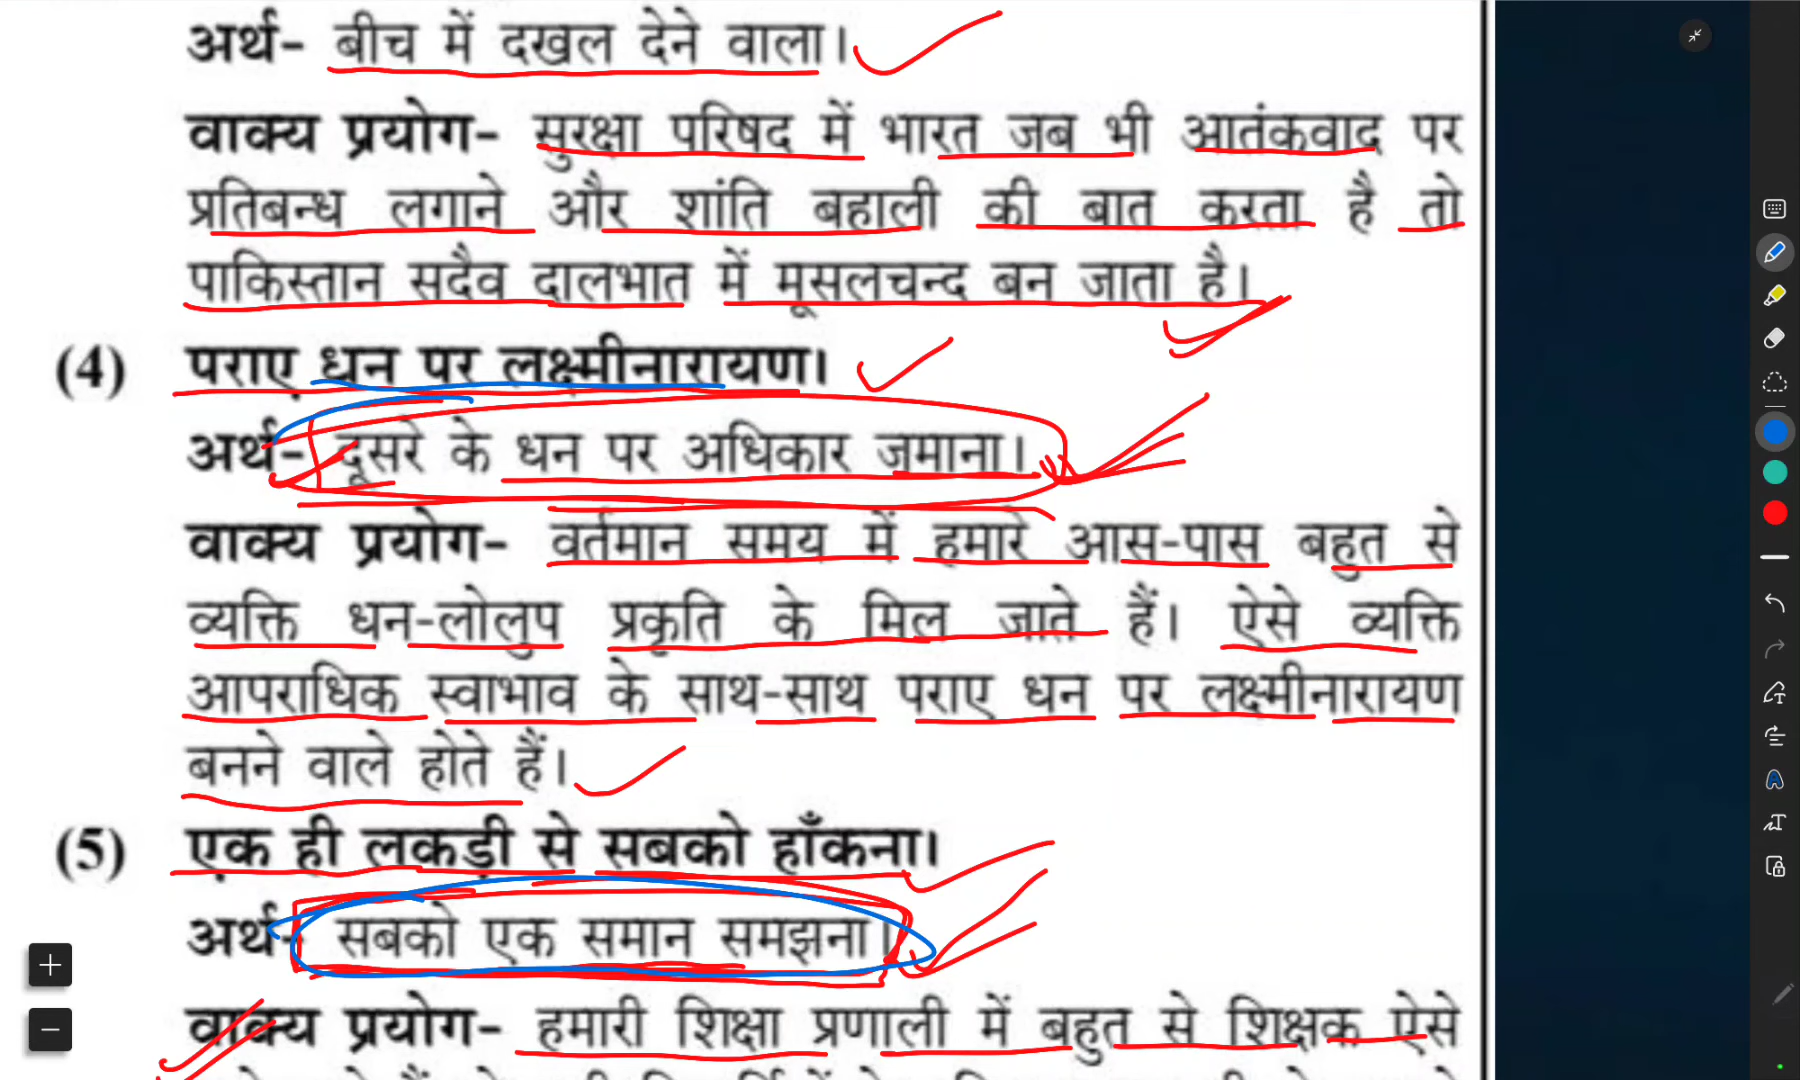 अर्थ- बीच में दखल देने वाला।
वाक्य प्रयोग- सुरक्षा परिषद में भारत जब भी आतंकवाद पर
प्रतिबन्ध लगाने और शांति बहाली की बात करता है तो
पाकिस्तान सदैव दालभात में मूसलचन्द बन जाता है।
(4) पराए धन पर लक्ष्मीनारायण।
अर्थ- दूसरे के धन पर अधिकार जमाना।
वाक्य प्रयोग- वर्तमान समय में हमारे आस-पास बहुत से
व्यक्ति धन-लोलुप प्रकृति के मिल जाते हैं। ऐसे व्यक्ति
आपराधिक स्वाभाव के साथ-साथ पराए धन पर लक्ष्मीनारायण
बनने वाले होते हैं।
(5) एक ही लकड़ी से सबको हाँकना।
अर्थ- सबको एक समान समझना।
वाक्य प्रयोग- हमारी शिक्षा प्रणाली में बहुत से शिक्षक ऐसे